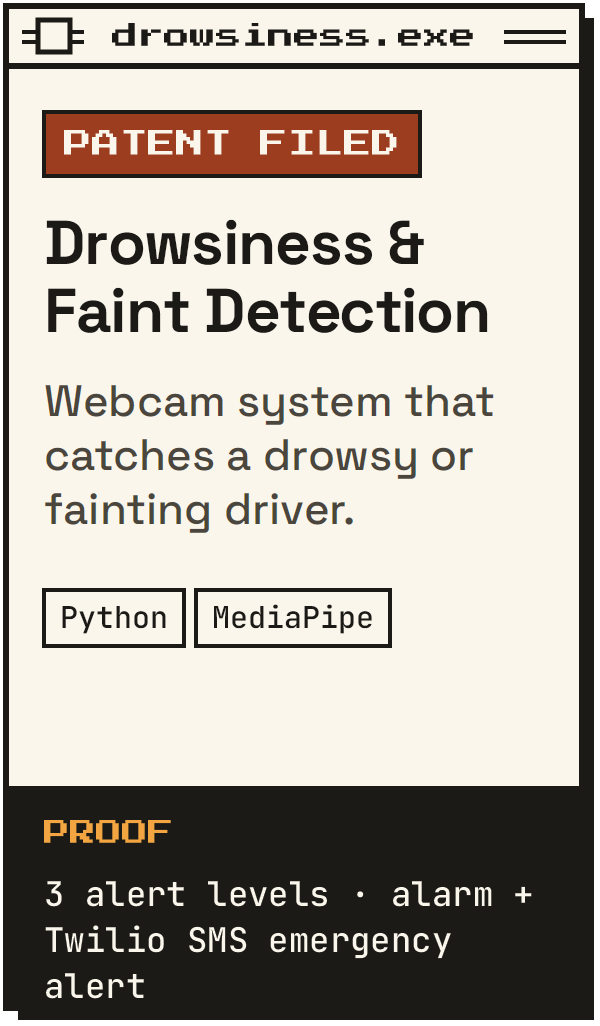 drowsiness.exe
PATENT FILED
Drowsiness &
Faint Detection
Webcam system that
catches a drowsy or
fainting driver.
Python MediaPipe
PROOF
3 alert levels · alarm +
Twilio SMS emergency
alert